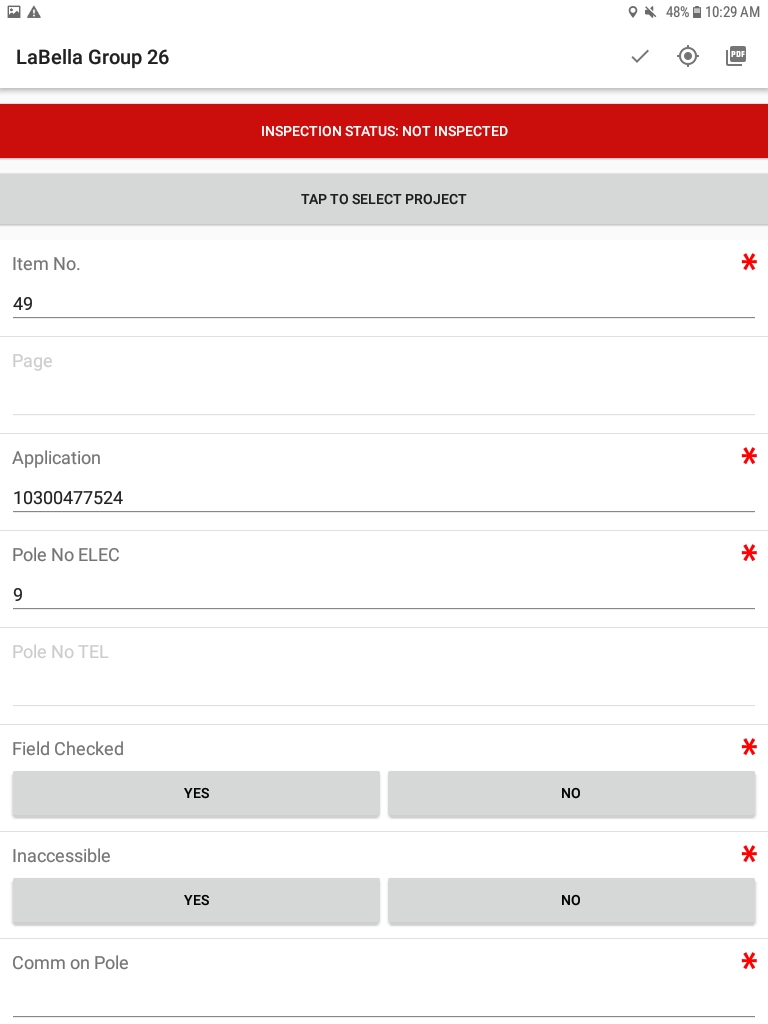 48% 10:29 AM
LaBella Group 26
PDF
INSPECTION STATUS: NOT INSPECTED
TAP TO SELECT PROJECT
Item No. *
49
Page
Application *
10300477524
Pole No ELEC *
9
Pole No TEL
Field Checked *
YES NO
Inaccessible *
YES NO
Comm on Pole *